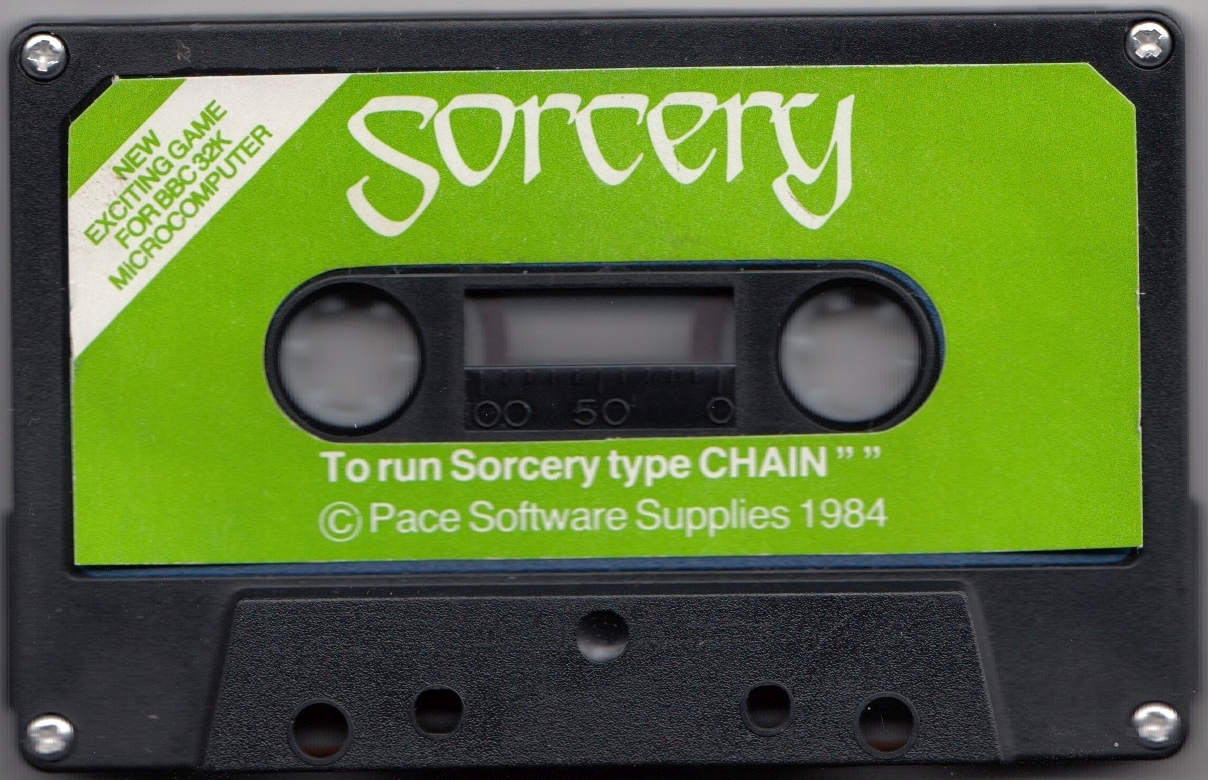 Sorcery
NEW
EXCITING GAME
FOR BBC 32K
MICROCOMPUTER
100 50 0
To run Sorcery type CHAIN ” ”
© Pace Software Supplies 1984